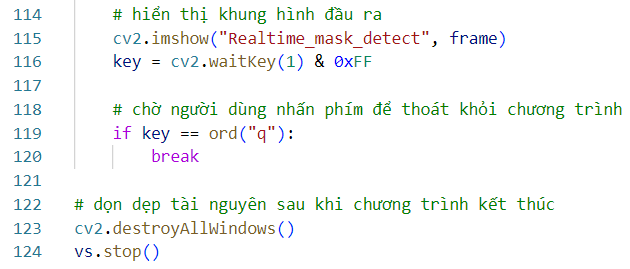 114 # hiển thị khung hình đầu ra
115 cv2.imshow("Realtime_mask_detect", frame)
116 key = cv2.waitKey(1) & 0xFF
117
118 # chờ người dùng nhấn phím để thoát khỏi chương trình
119 if key == ord("q"):
120 break
121
122 # dọn dẹp tài nguyên sau khi chương trình kết thúc
123 cv2.destroyAllWindows()
124 vs.stop()